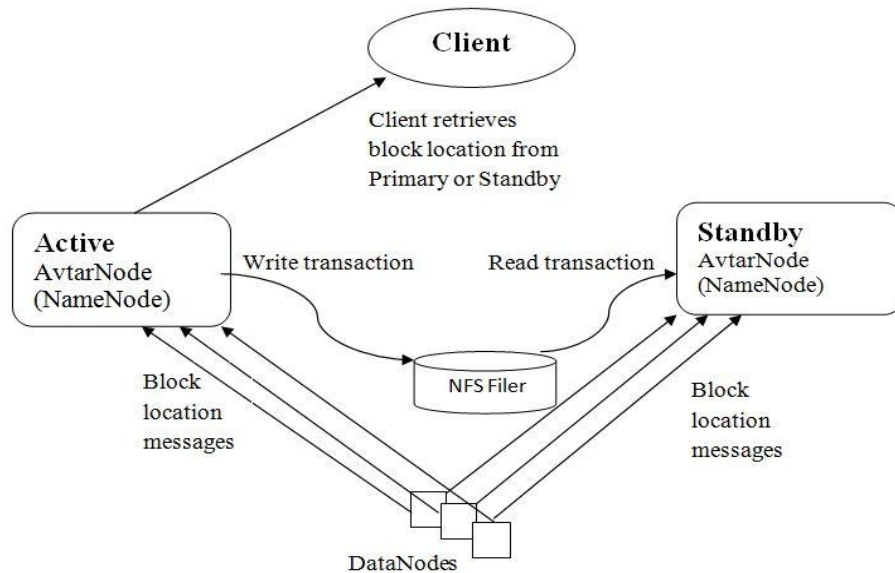 Client
Client retrieves
block location from
Primary or Standby
Active
AvtarNode
(NameNode)
Write transaction
Read transaction
Standby
AvtarNode
(NameNode)
NFS Filer
Block
location
messages
Block
location
messages
DataNodes